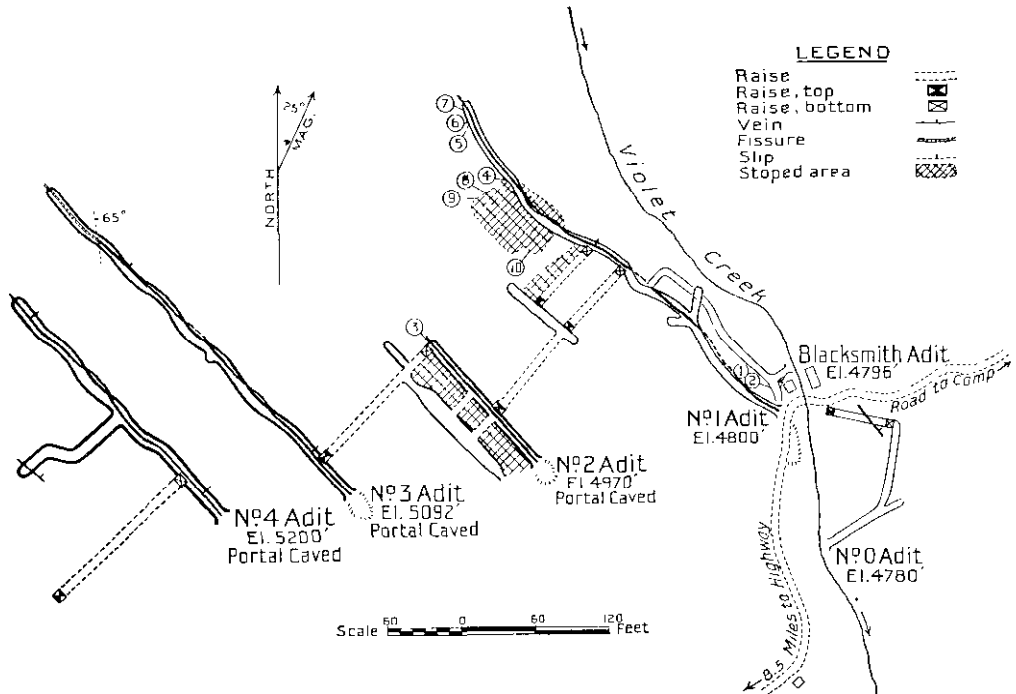 LEGEND
Raise
Raise, top
Raise, bottom
Vein
Fissure
Slip
Stoped area
25°
MAG.
NORTH
65°
7
6
5
4
8
9
10
3
1
2
Violet Creek
Blacksmith Adit
El. 4796'
Road to Camp
Nº1 Adit
El. 4800'
Nº2 Adit
El. 4970'
Portal Caved
Nº3 Adit
El. 5092'
Portal Caved
Nº4 Adit
El. 5200'
Portal Caved
NºO Adit
El. 4780'
8.5 Miles to Highway
Scale 60 0 60 120 Feet